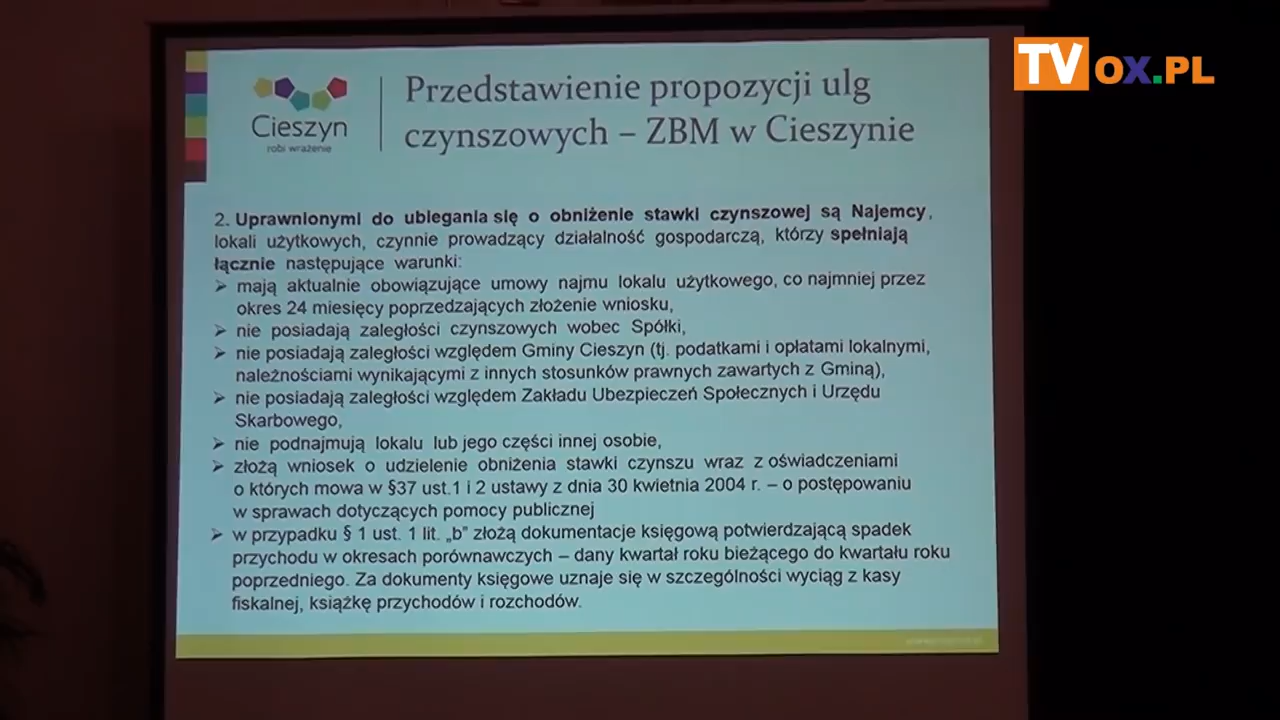 TVOX.PL
Cieszyn
robi wrażenie
Przedstawienie propozycji ulg
czynszowych – ZBM w Cieszynie
2. Uprawnionymi do ubiegania się o obniżenie stawki czynszowej są Najemcy,
lokali użytkowych, czynnie prowadzący działalność gospodarczą, którzy spełniają
łącznie następujące warunki:
➢ mają aktualnie obowiązujące umowy najmu lokalu użytkowego, co najmniej przez
okres 24 miesięcy poprzedzających złożenie wniosku,
➢ nie posiadają zaległości czynszowych wobec Spółki,
➢ nie posiadają zaległości względem Gminy Cieszyn (tj. podatkami i opłatami lokalnymi,
należnościami wynikającymi z innych stosunków prawnych zawartych z Gminą),
➢ nie posiadają zaległości względem Zakładu Ubezpieczeń Społecznych i Urzędu
Skarbowego,
➢ nie podnajmują lokalu lub jego części innej osobie,
➢ złożą wniosek o udzielenie obniżenia stawki czynszu wraz z oświadczeniami
o których mowa w §37 ust.1 i 2 ustawy z dnia 30 kwietnia 2004 r. – o postępowaniu
w sprawach dotyczących pomocy publicznej
➢ w przypadku § 1 ust. 1 lit. „b" złożą dokumentacje księgową potwierdzającą spadek
przychodu w okresach porównawczych – dany kwartał roku bieżącego do kwartału roku
poprzedniego. Za dokumenty księgowe uznaje się w szczególności wyciąg z kasy
fiskalnej, książkę przychodów i rozchodów.